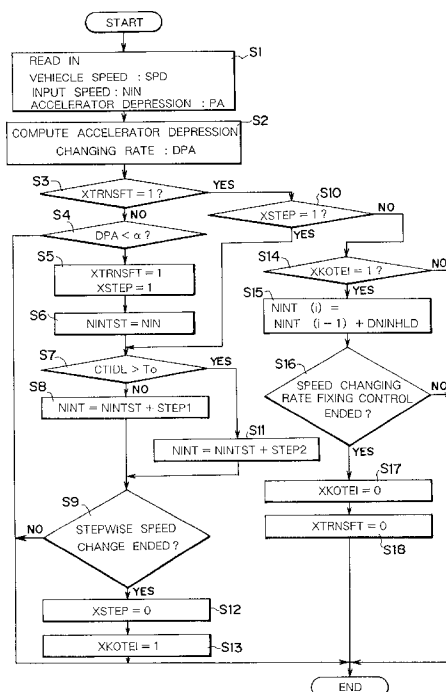 START
S1
READ IN
VEHIECLE SPEED : SPD
INPUT SPEED : NIN
ACCELERATOR DEPRESSION : PA
S2
COMPUTE ACCELERATOR DEPRESSION
CHANGING RATE : DPA
S3
XTRNSFT = 1 ?
YES
NO
S10
XSTEP = 1 ?
NO
YES
S4
DPA < α ?
S5
XTRNSFT = 1
XSTEP = 1
S14
XKOTEI = 1 ?
NO
YES
S6
NINTST = NIN
S15
NINT (i) =
NINT (i – 1) + DNINHLD
S7
CTIDL > To
YES
NO
S8
NINT = NINTST + STEP1
S16
SPEED CHANGING
RATE FIXING CONTROL
ENDED ?
NO
YES
S11
NINT = NINTST + STEP2
S9
NO
STEPWISE SPEED
CHANGE ENDED ?
YES
S17
XKOTEI = 0
XTRNSFT = 0
S18
XSTEP = 0
S12
XKOTEI = 1
S13
END